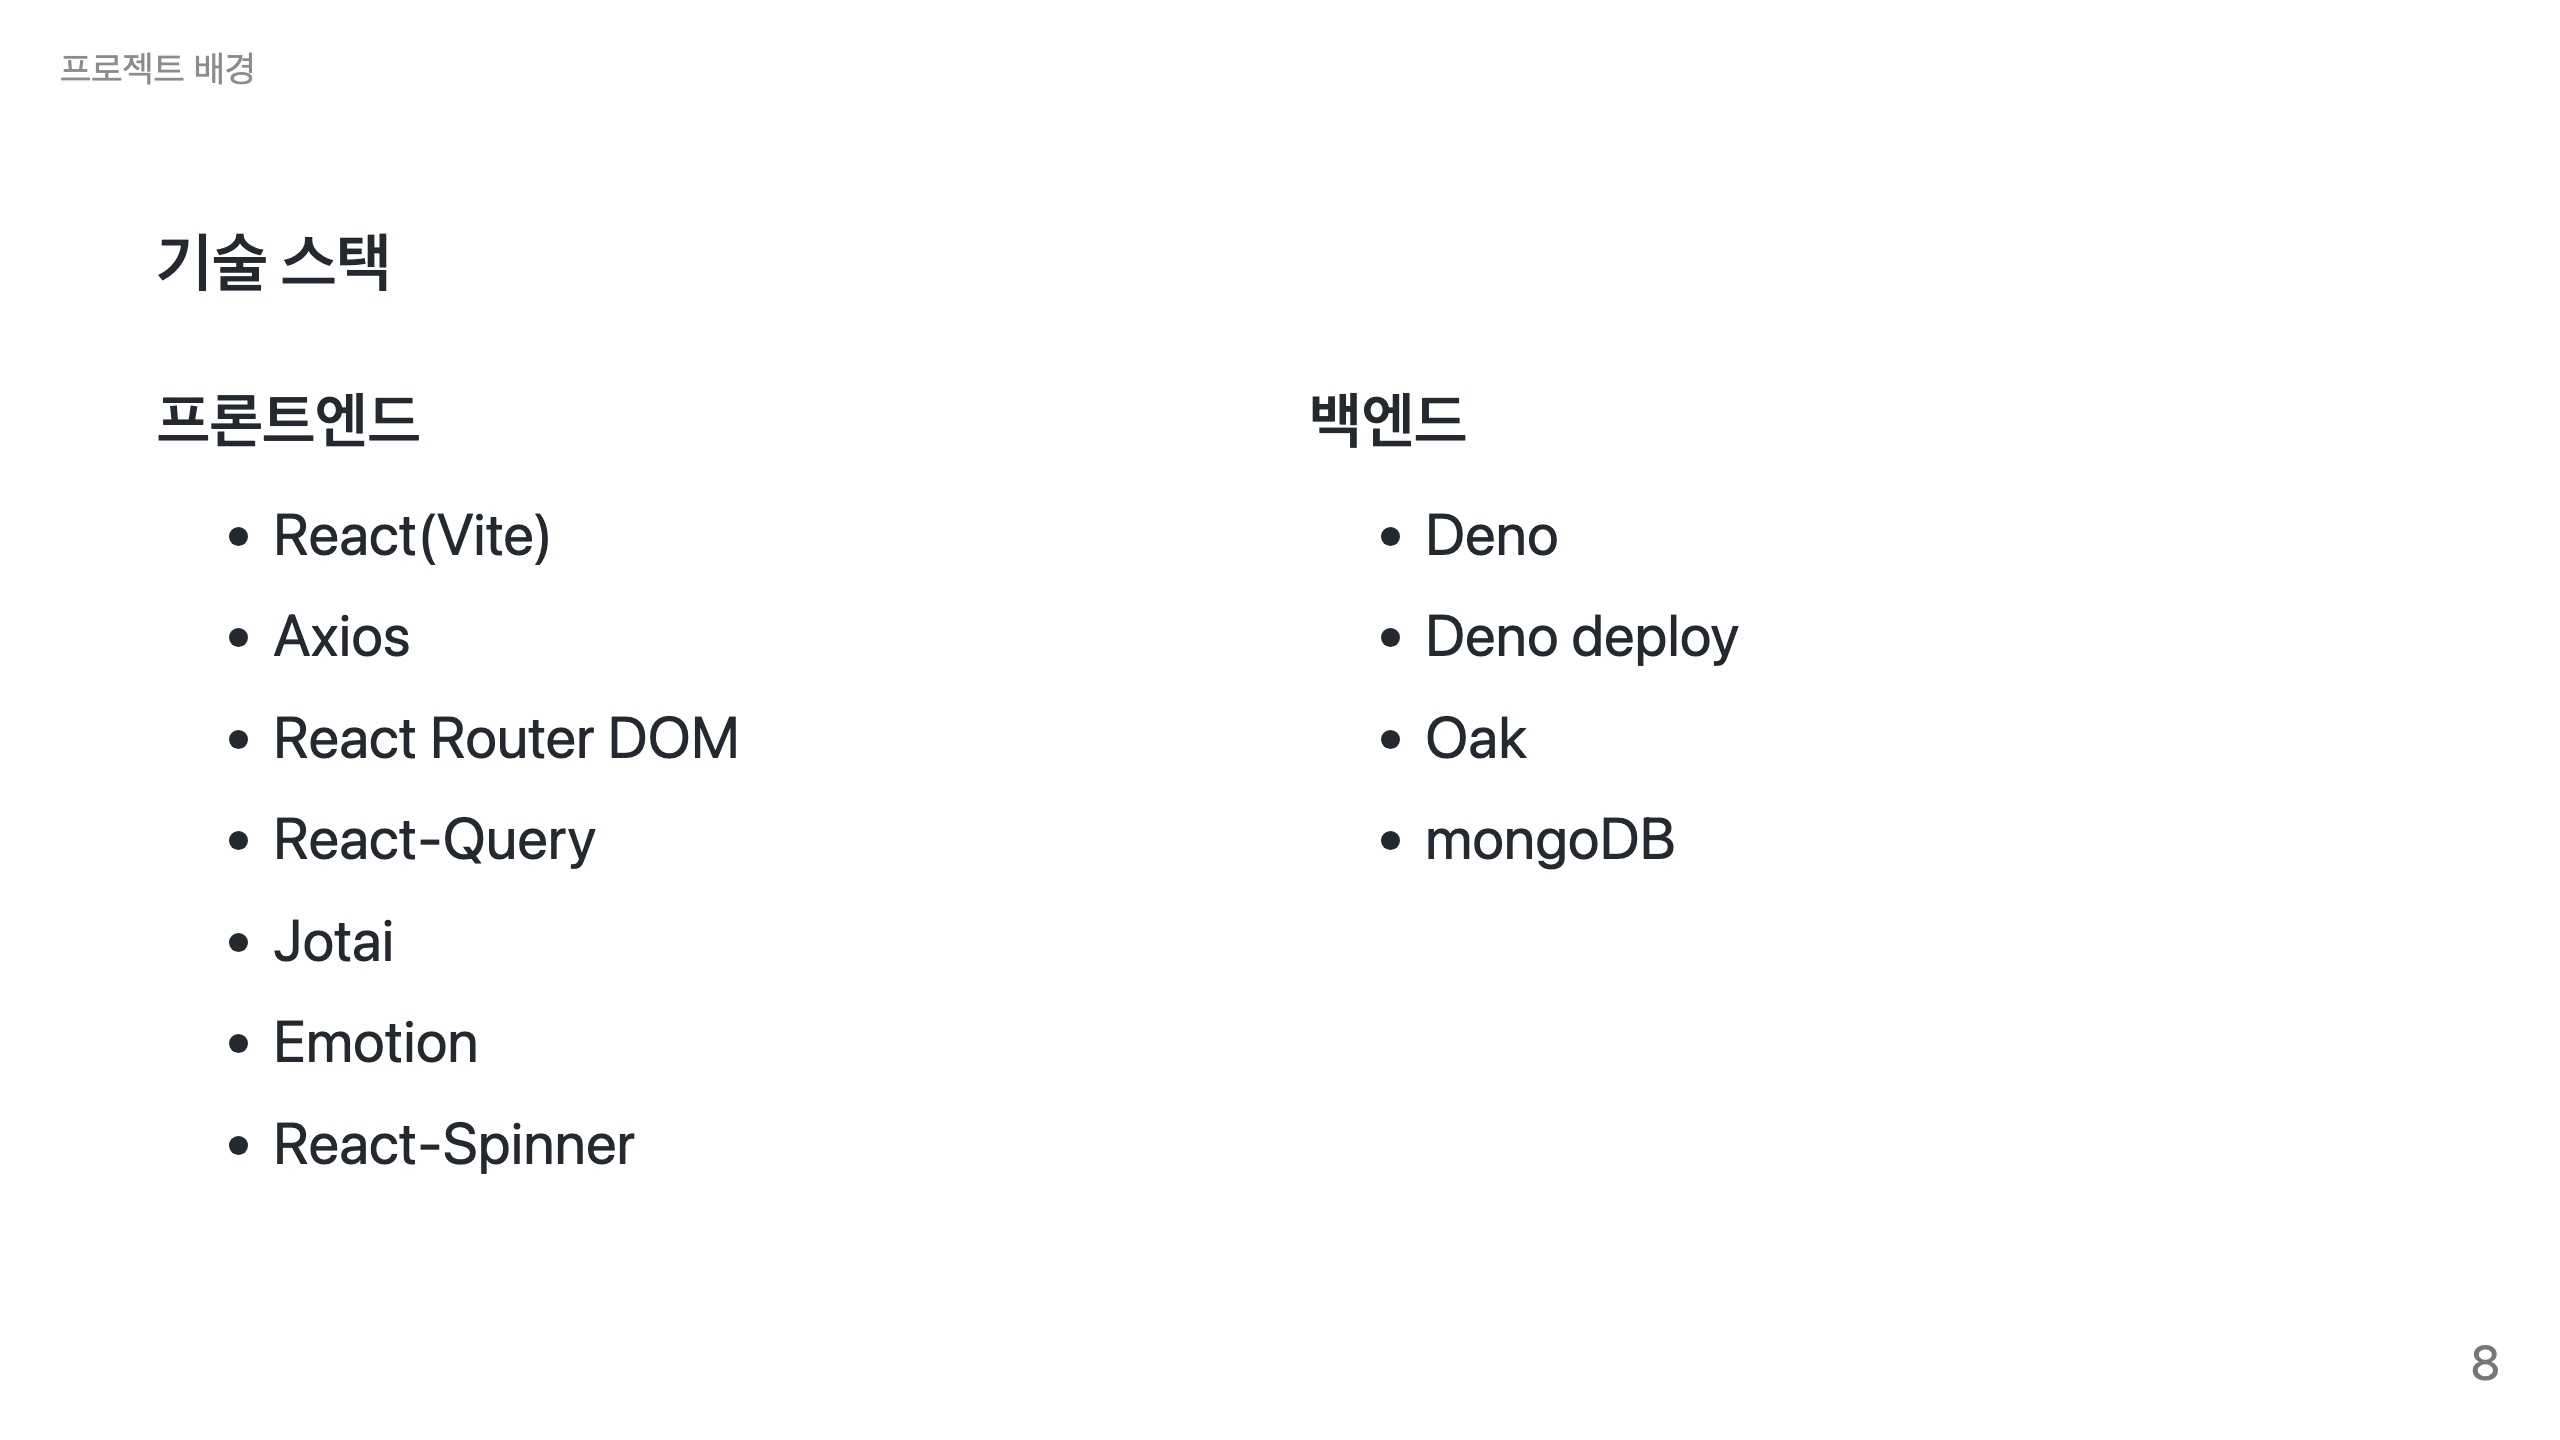 프로젝트 배경
기술 스택
프론트엔드
React(Vite)
Axios
React Router DOM
React-Query
Jotai
Emotion
React-Spinner
백엔드
Deno
Deno deploy
Oak
mongoDB
8